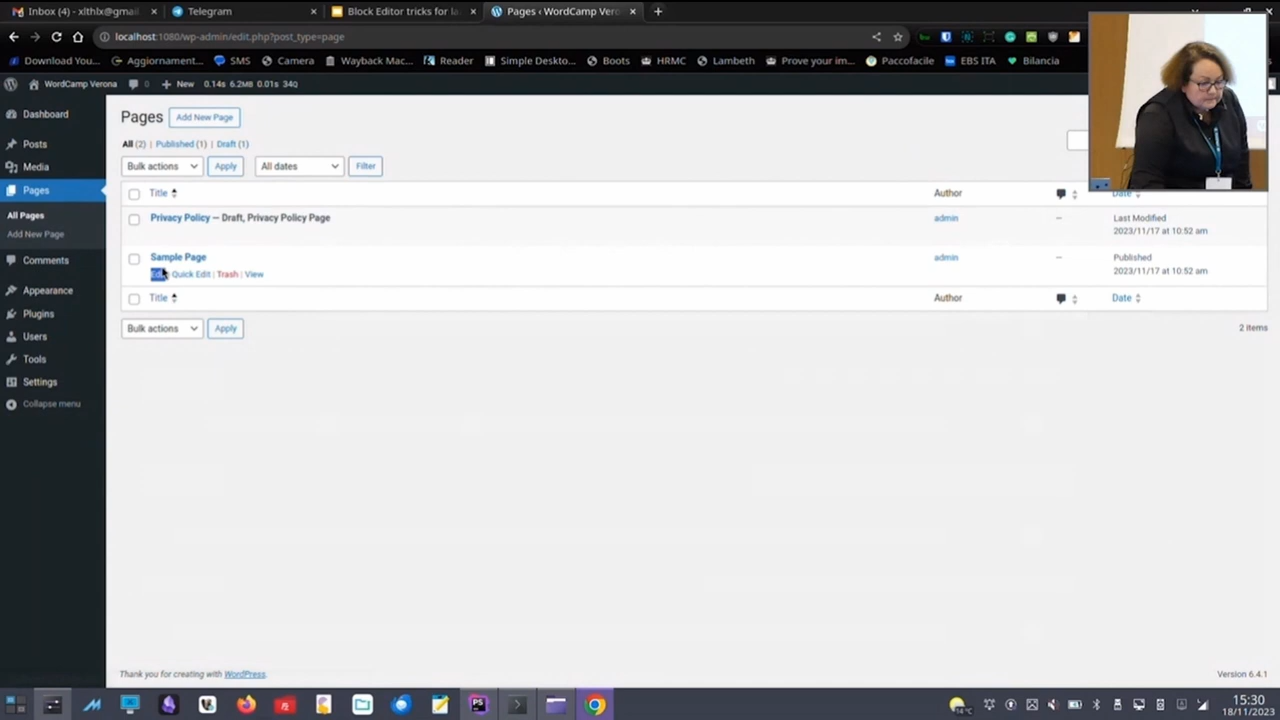 Inbox (4) - xlthlx@gmail
Telegram
Block Editor tricks for la
Pages ‹ WordCamp Vero
localhost:1080/wp-admin/edit.php?post_type=page
Download You...
Aggiornament...
SMS
Camera
Wayback Mac...
Reader
Simple Deskto...
Boots
HRMC
Lambeth
Prove your im...
Paccofacile
EBS ITA
Bilancia
WordCamp Verona
0
New
0.14s 6.2MB 0.01s 34Q
Dashboard
Posts
Media
Pages
All Pages
Add New Page
Comments
Appearance
Plugins
Users
Tools
Settings
Collapse menu
Pages
Add New Page
All (2) | Published (1) | Draft (1)
Bulk actions
Apply
All dates
Filter
Title
Author
Date
Privacy Policy — Draft, Privacy Policy Page
admin
—
Last Modified
2023/11/17 at 10:52 am
Sample Page
Quick Edit | Trash | View
admin
—
Published
2023/11/17 at 10:52 am
Title
Author
Date
Bulk actions
Apply
2 items
Thank you for creating with WordPress.
Version 6.4.1
14°C
15:30
18/11/2023